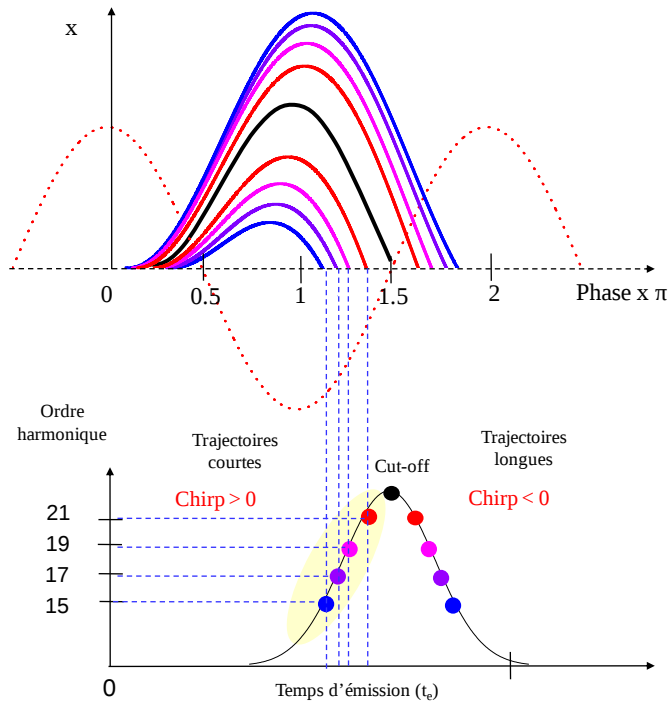 x
0
0.5
1
1.5
2
Phase x π
Ordre
harmonique
Trajectoires
courtes
Cut-off
Trajectoires
longues
Chirp > 0
Chirp < 0
21
19
17
15
0
Temps d’émission (te)